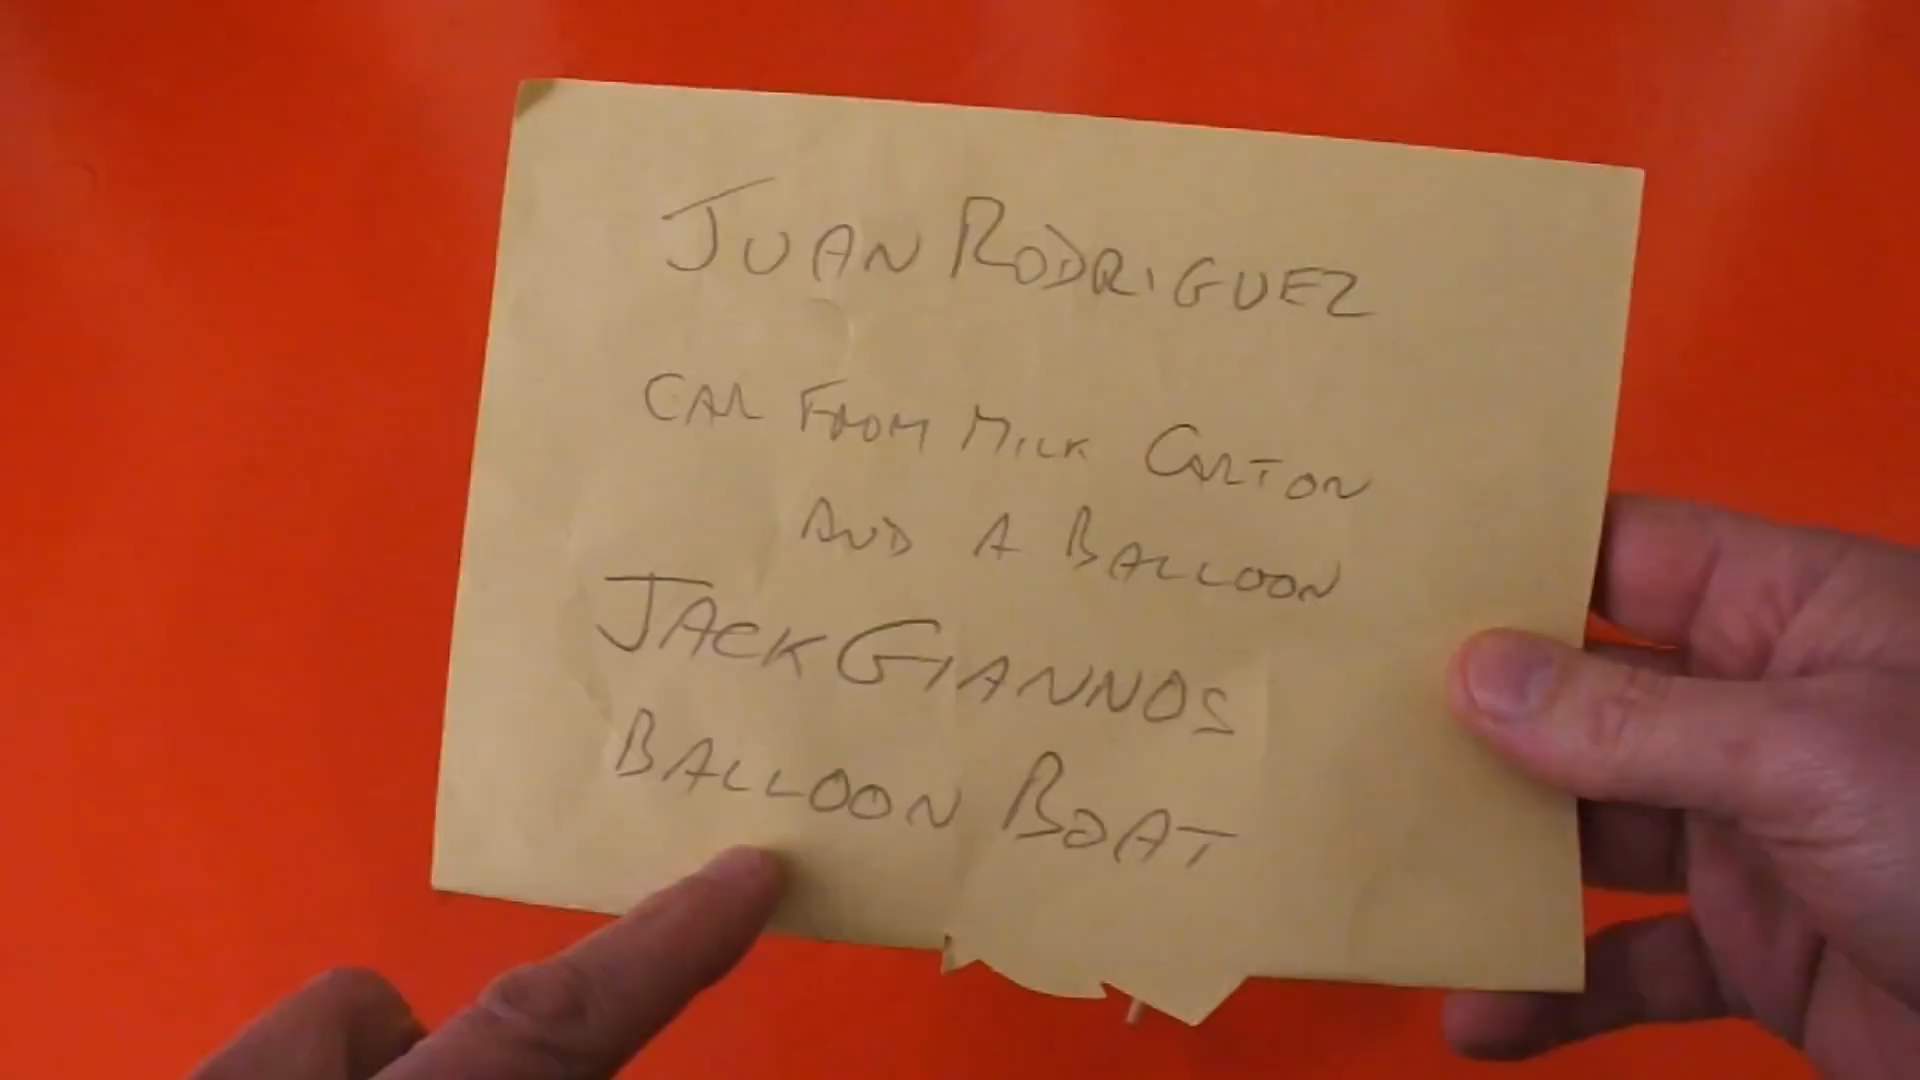 JUAN RODRIGUEZ
CAR FROM MILK CARTON
AND A BALLOON
JACK GIANNOS
BALLOON BOAT